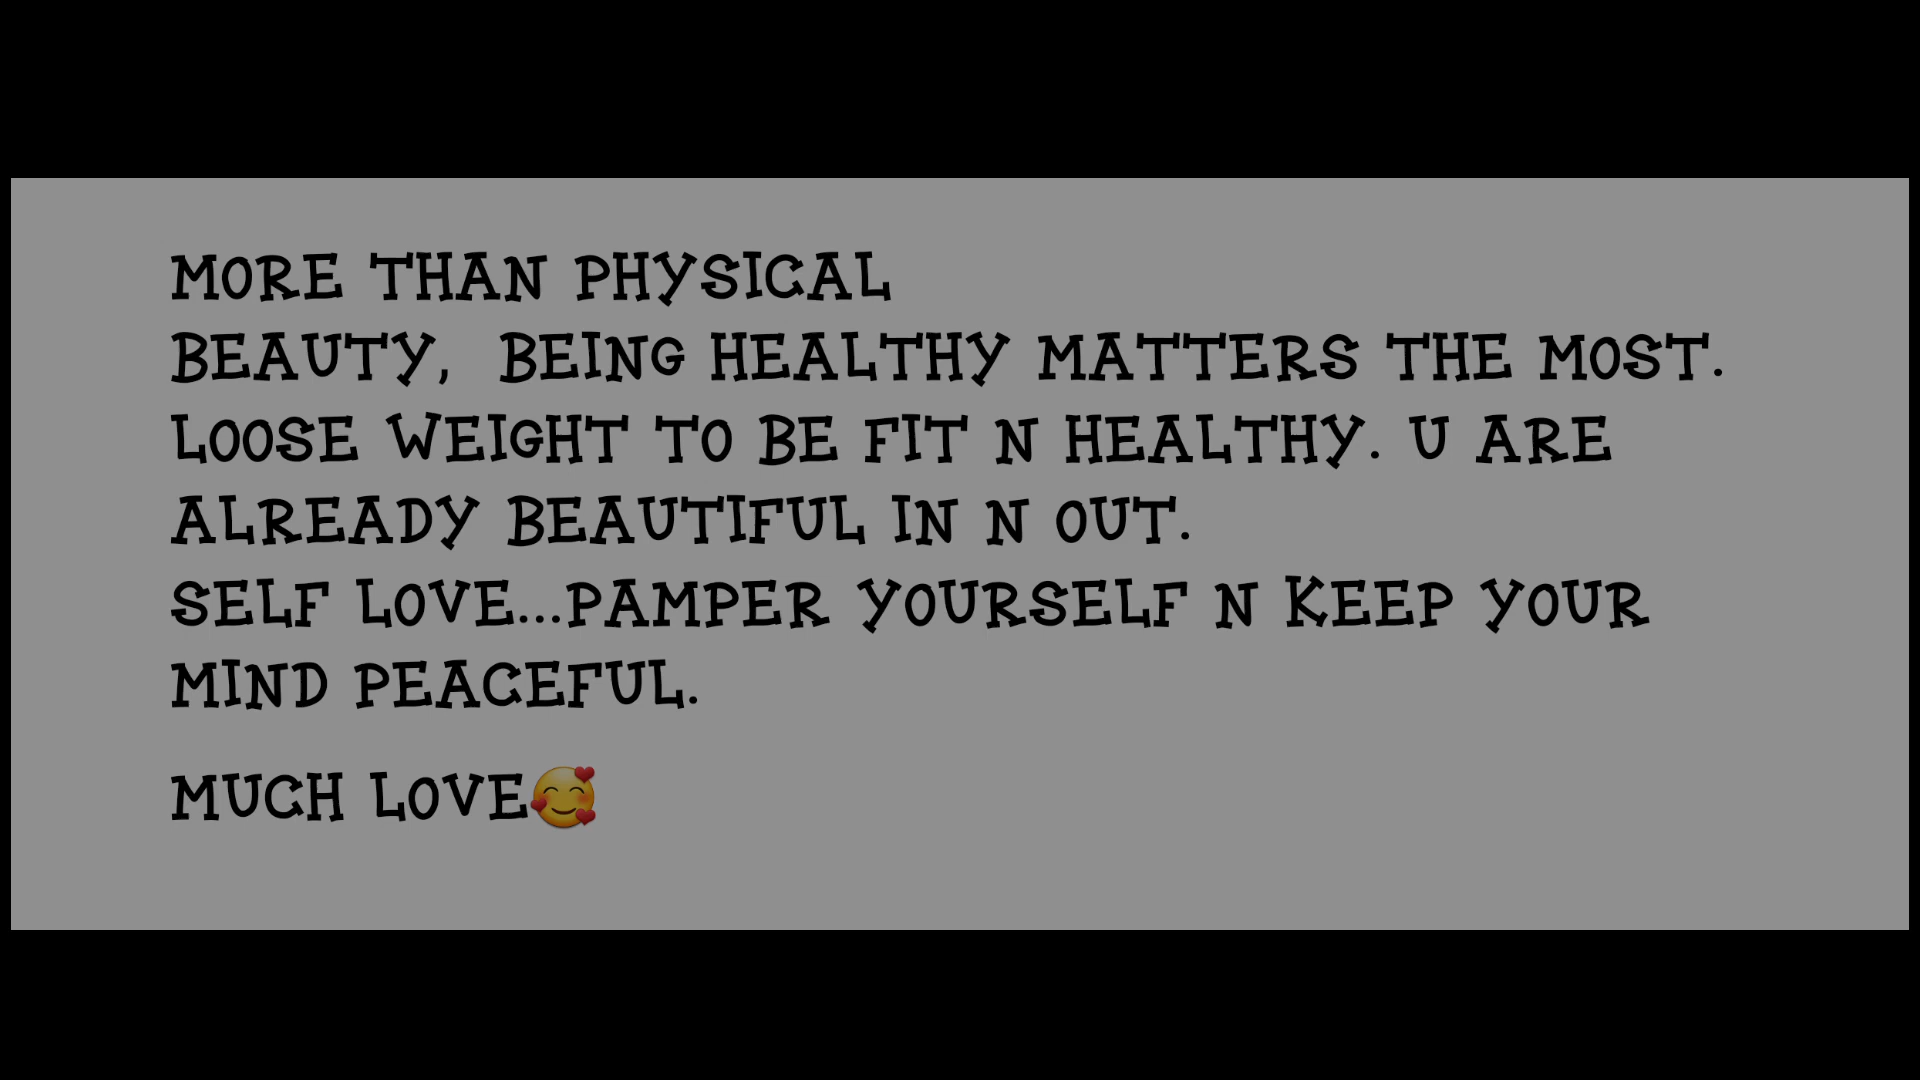 MORE THAN PHYSICAL
BEAUTY,  BEING HEALTHY MATTERS THE MOST.
LOOSE WEIGHT TO BE FIT N HEALTHY. U ARE
ALREADY BEAUTIFUL IN N OUT.
SELF LOVE...PAMPER YOURSELF N KEEP YOUR
MIND PEACEFUL.
MUCH LOVE🥰